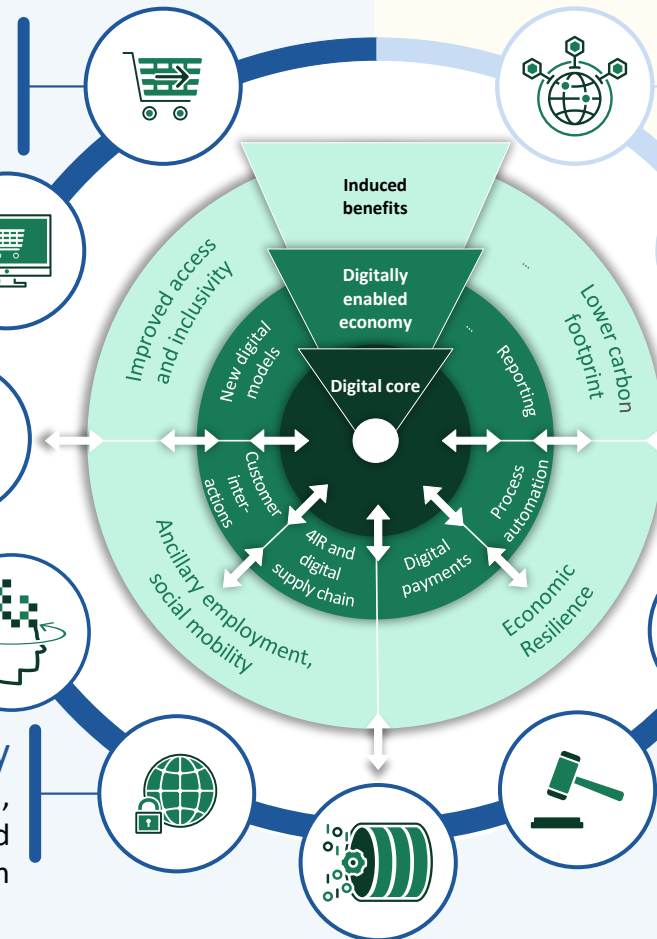 Induced
benefits
Digitally
enabled
economy
Digital core
Improved access
and inclusivity
New digital
models
...
Reporting
...
Lower carbon
footprint
Customer
inter-
actions
4IR and
digital
supply chain
Digital
payments
Process
automation
Ancillary employment,
social mobility
Economic
Resilience
y
,
d